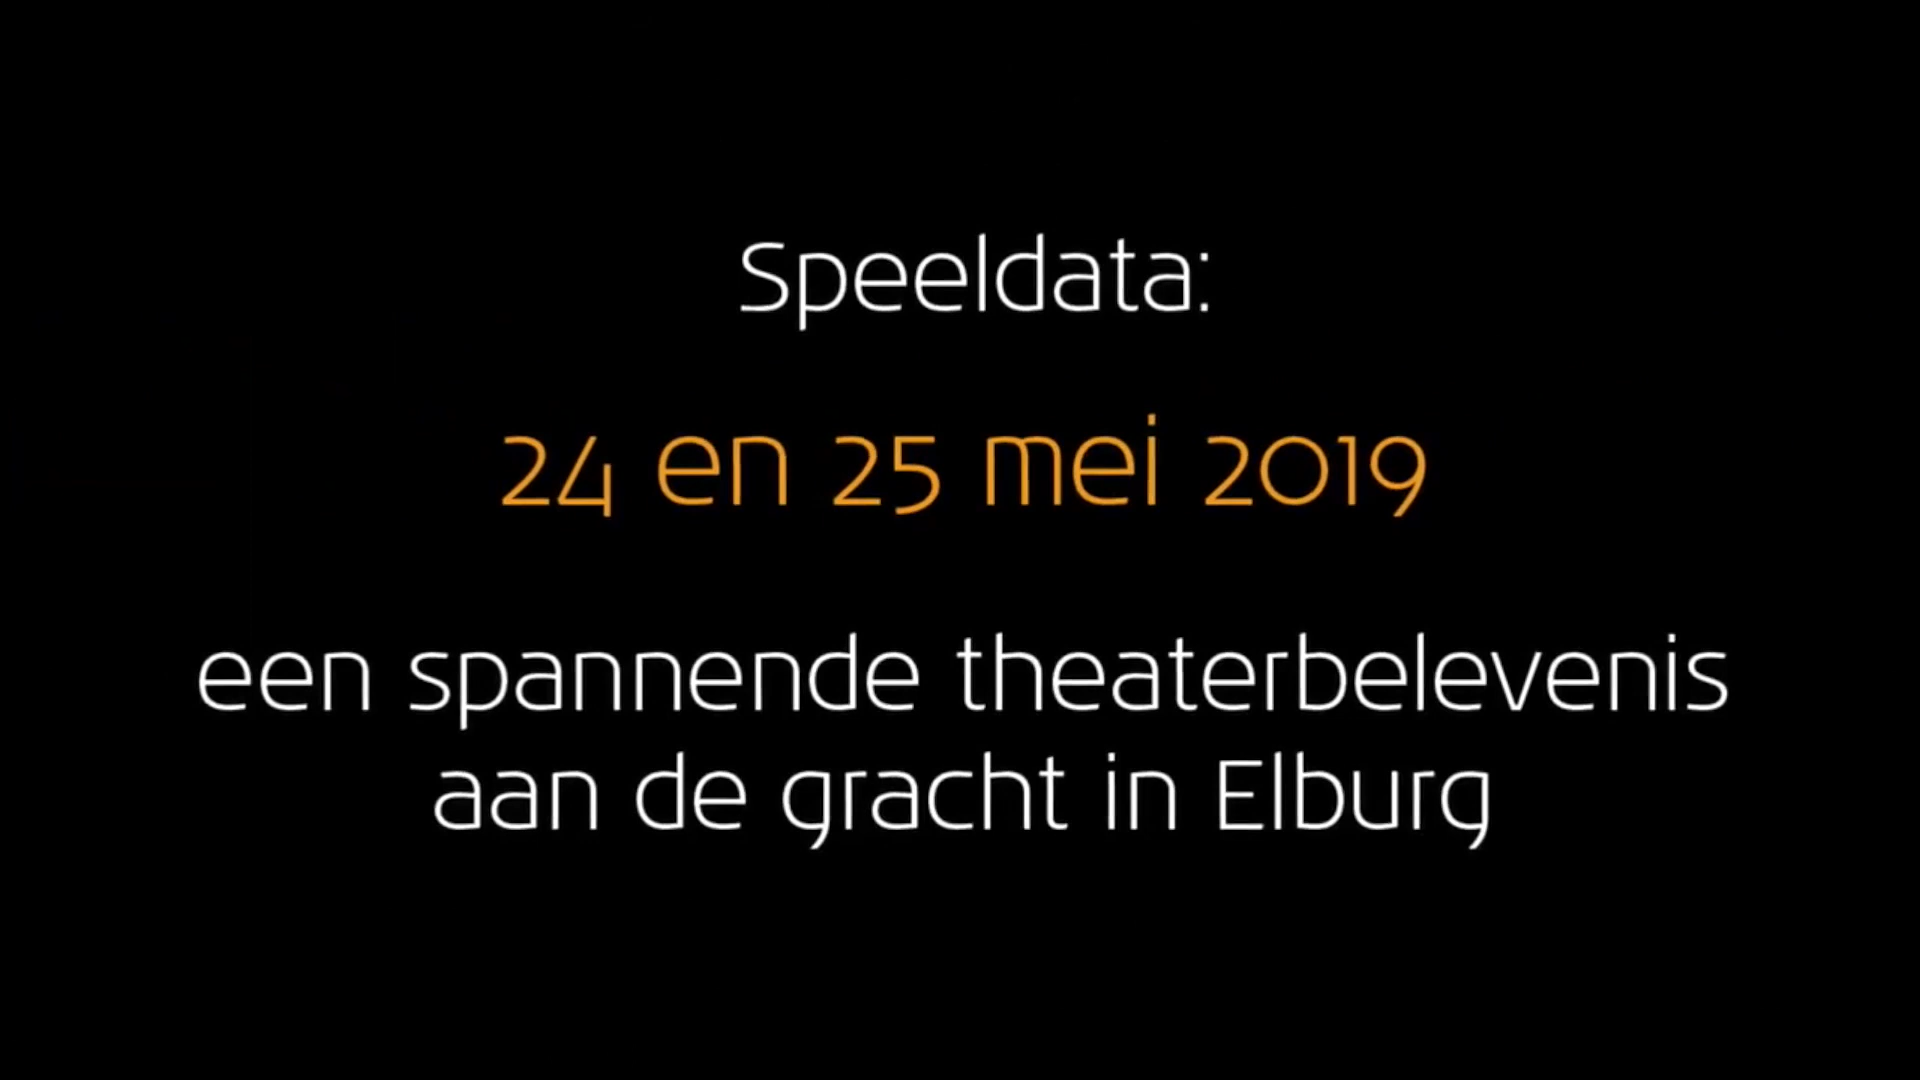 Speeldata:
24 en 25 mei 2019
een spannende theaterbelevenis
aan de gracht in Elburg